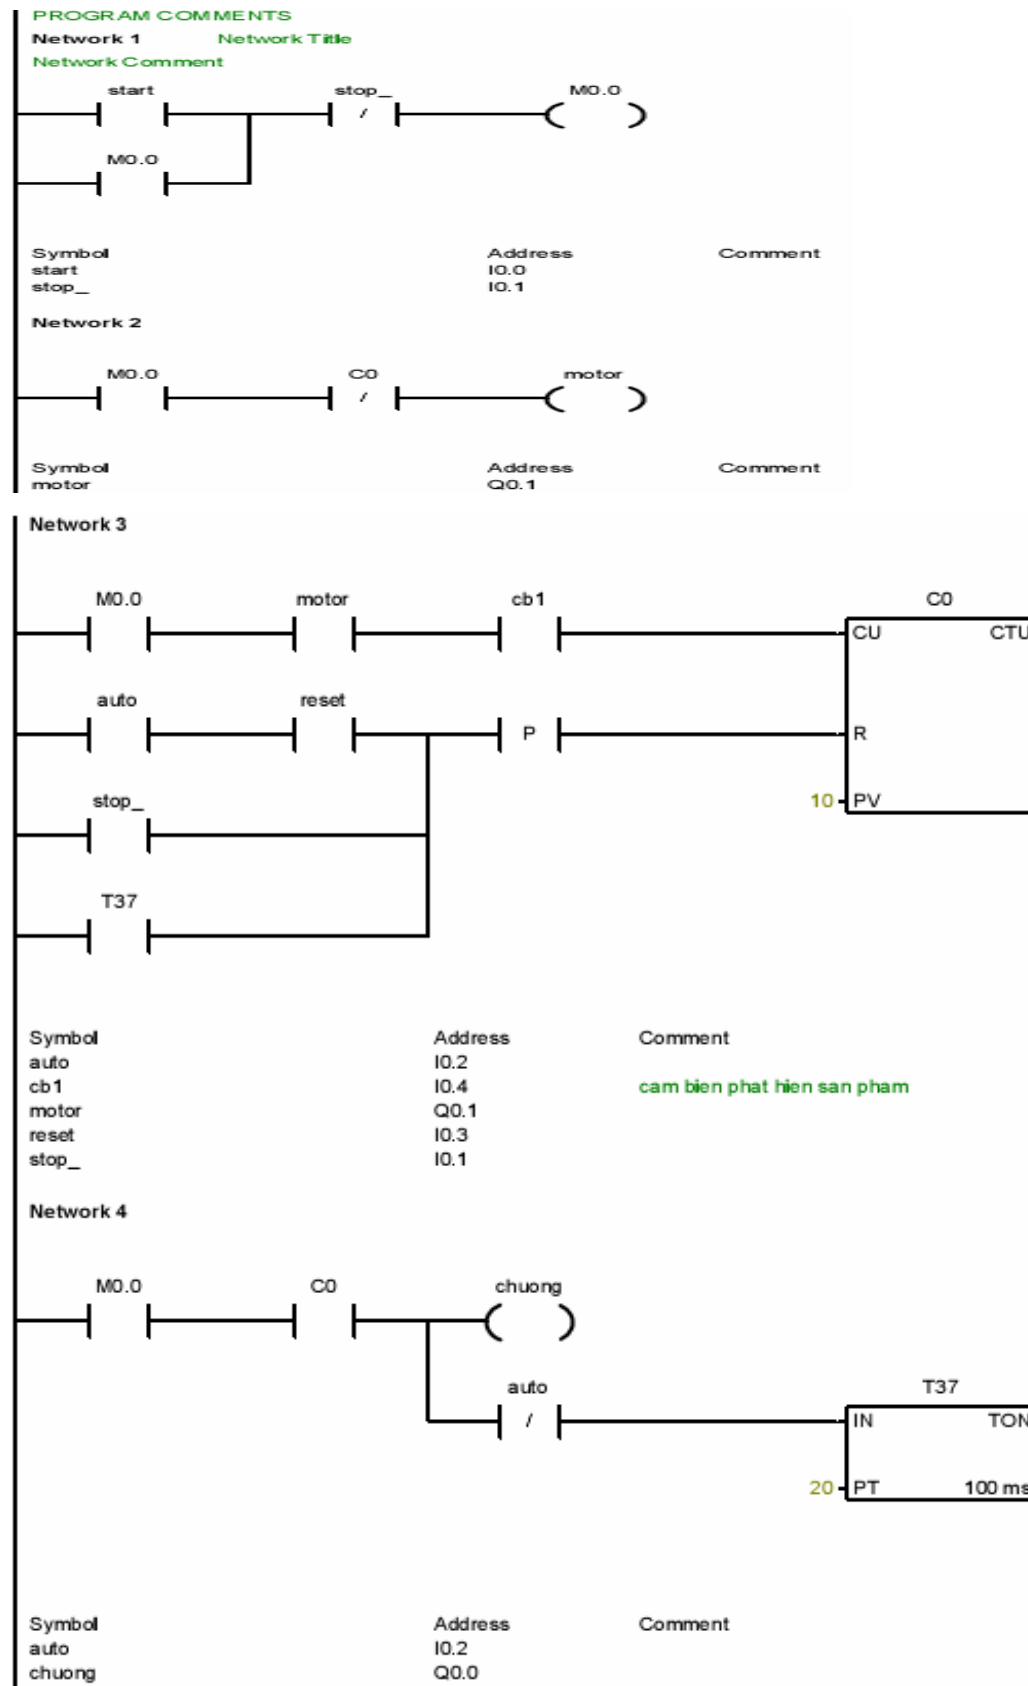 PROGRAM COMMENTS
Network 1 Network Title
Network Comment
start stop_ M0.0
/
M0.0
Symbol Address Comment
start I0.0
stop_ I0.1
Network 2
M0.0 C0 motor
/
Symbol Address Comment
motor Q0.1
Network 3
M0.0 motor cb1 C0
CU CTU
auto reset
P R
stop_
10 PV
T37
Symbol Address Comment
auto I0.2
cb1 I0.4 cam bien phat hien san pham
motor Q0.1
reset I0.3
stop_ I0.1
Network 4
M0.0 C0 chuong
auto T37
/ IN TON
20 PT 100 ms
Symbol Address Comment
auto I0.2
chuong Q0.0